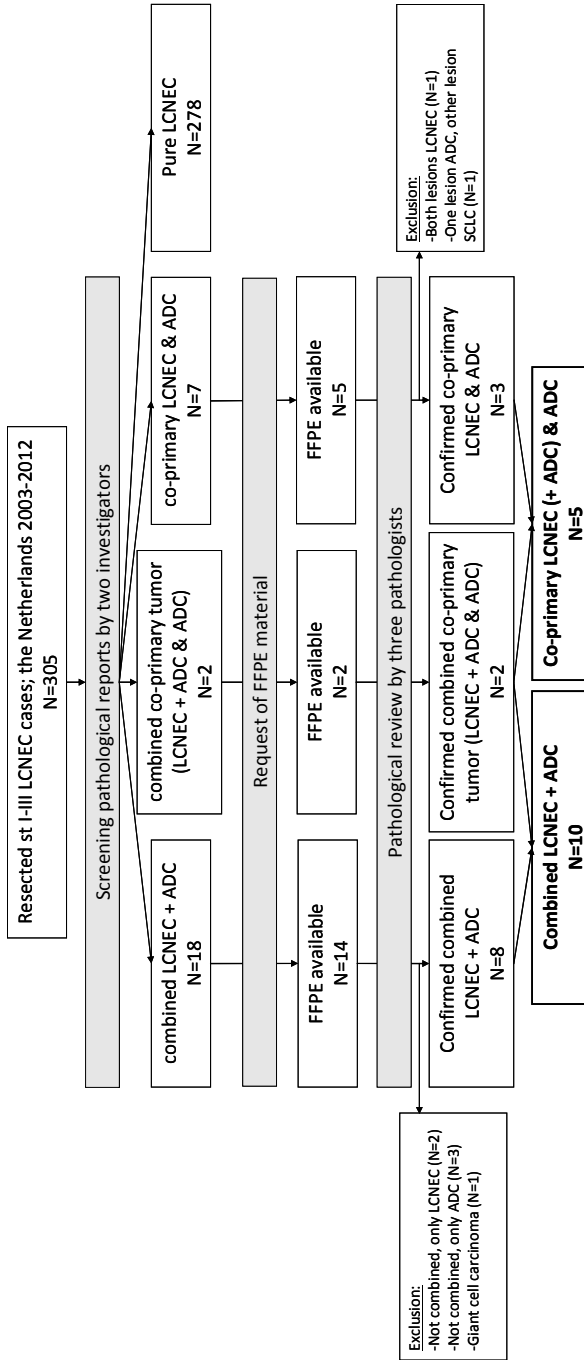 Resected st I-III LCNEC cases; the Netherlands 2003-2012
N=305
Screening pathological reports by two investigators
combined LCNEC + ADC
N=18
combined co-primary tumor
(LCNEC + ADC & ADC)
N=2
co-primary LCNEC & ADC
N=7
Pure LCNEC
N=278
Request of FFPE material
FFPE available
N=14
FFPE available
N=2
FFPE available
N=5
Pathological review by three pathologists
Exclusion:
-Not combined, only LCNEC (N=2)
-Not combined, only ADC (N=3)
-Giant cell carcinoma (N=1)
Exclusion:
-Both lesions LCNEC (N=1)
-One lesion ADC, other lesion
SCLC (N=1)
Confirmed combined
LCNEC + ADC
N=8
Confirmed combined co-primary
tumor (LCNEC + ADC & ADC)
N=2
Confirmed co-primary
LCNEC & ADC
N=3
Combined LCNEC + ADC
N=10
Co-primary LCNEC (+ ADC) & ADC
N=5